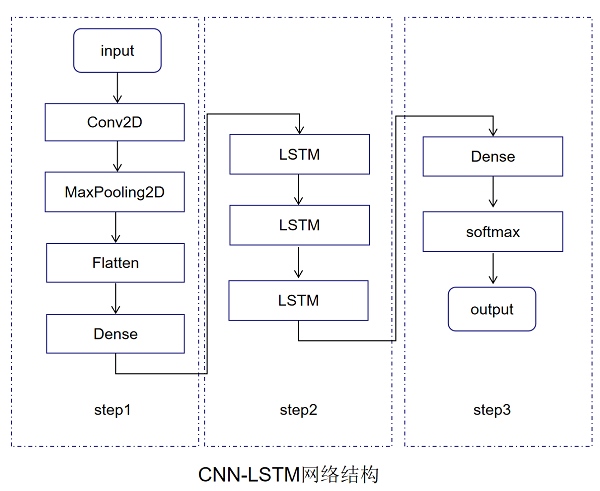 input
Conv2D
MaxPooling2D
Flatten
Dense
step1
LSTM
LSTM
LSTM
step2
Dense
softmax
output
step3
CNN-LSTM网络结构